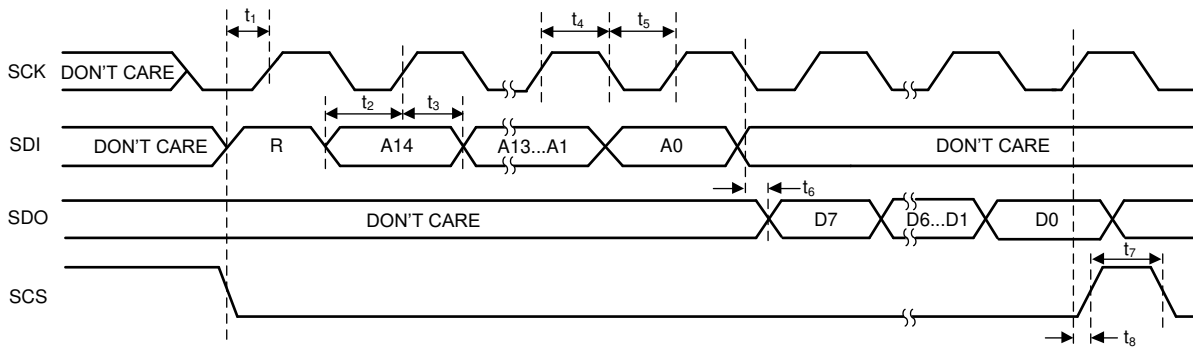 t1 t4 t5
SCK DON'T CARE
t2 t3
SDI DON'T CARE R A14 A13...A1 A0 DON'T CARE
t6
SDO DON'T CARE D7 D6...D1 D0
t7
SCS
t8